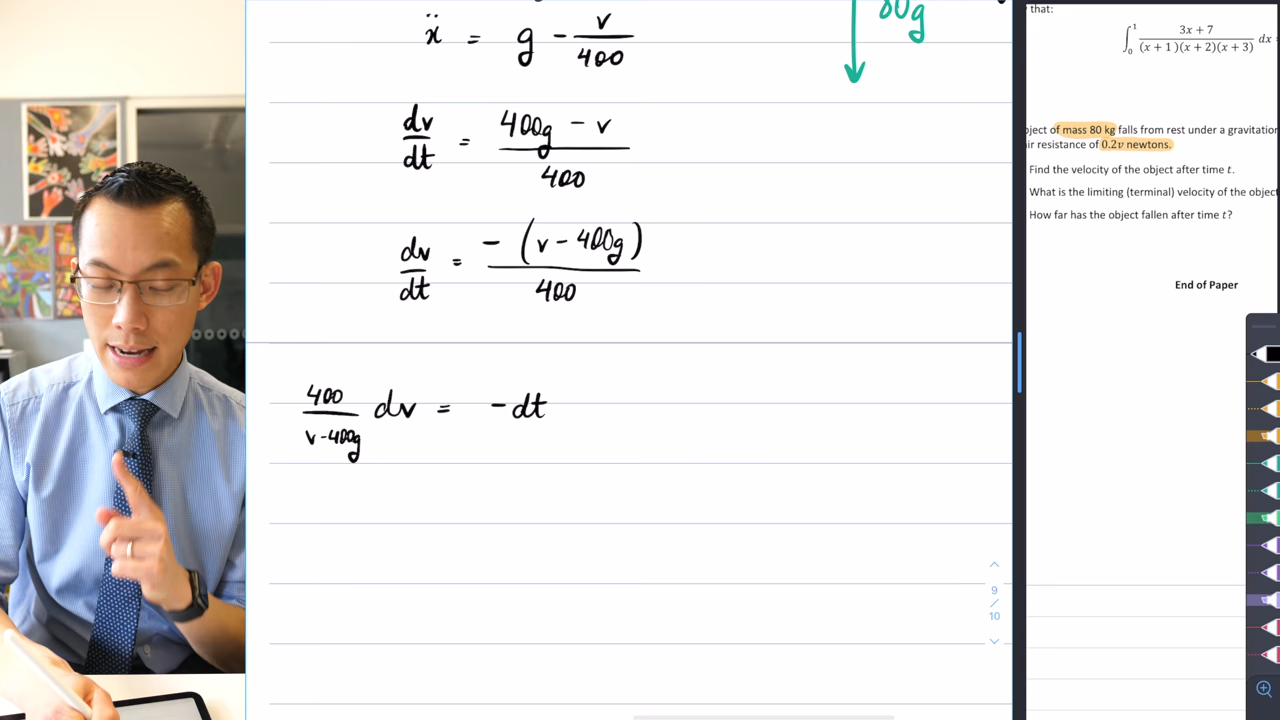 ẍ = g - v/400
80g
dv/dt = (400g - v)/400
dv/dt = -(v - 400g)/400
400/(v-400g) dv = -dt
that:
∫₀¹ (3x + 7)/((x + 1)(x + 2)(x + 3)) dx
ject of mass 80 kg falls from rest under a gravitation
ir resistance of 0.2v newtons.
Find the velocity of the object after time t.
What is the limiting (terminal) velocity of the object
How far has the object fallen after time t?
End of Paper
9
/
10